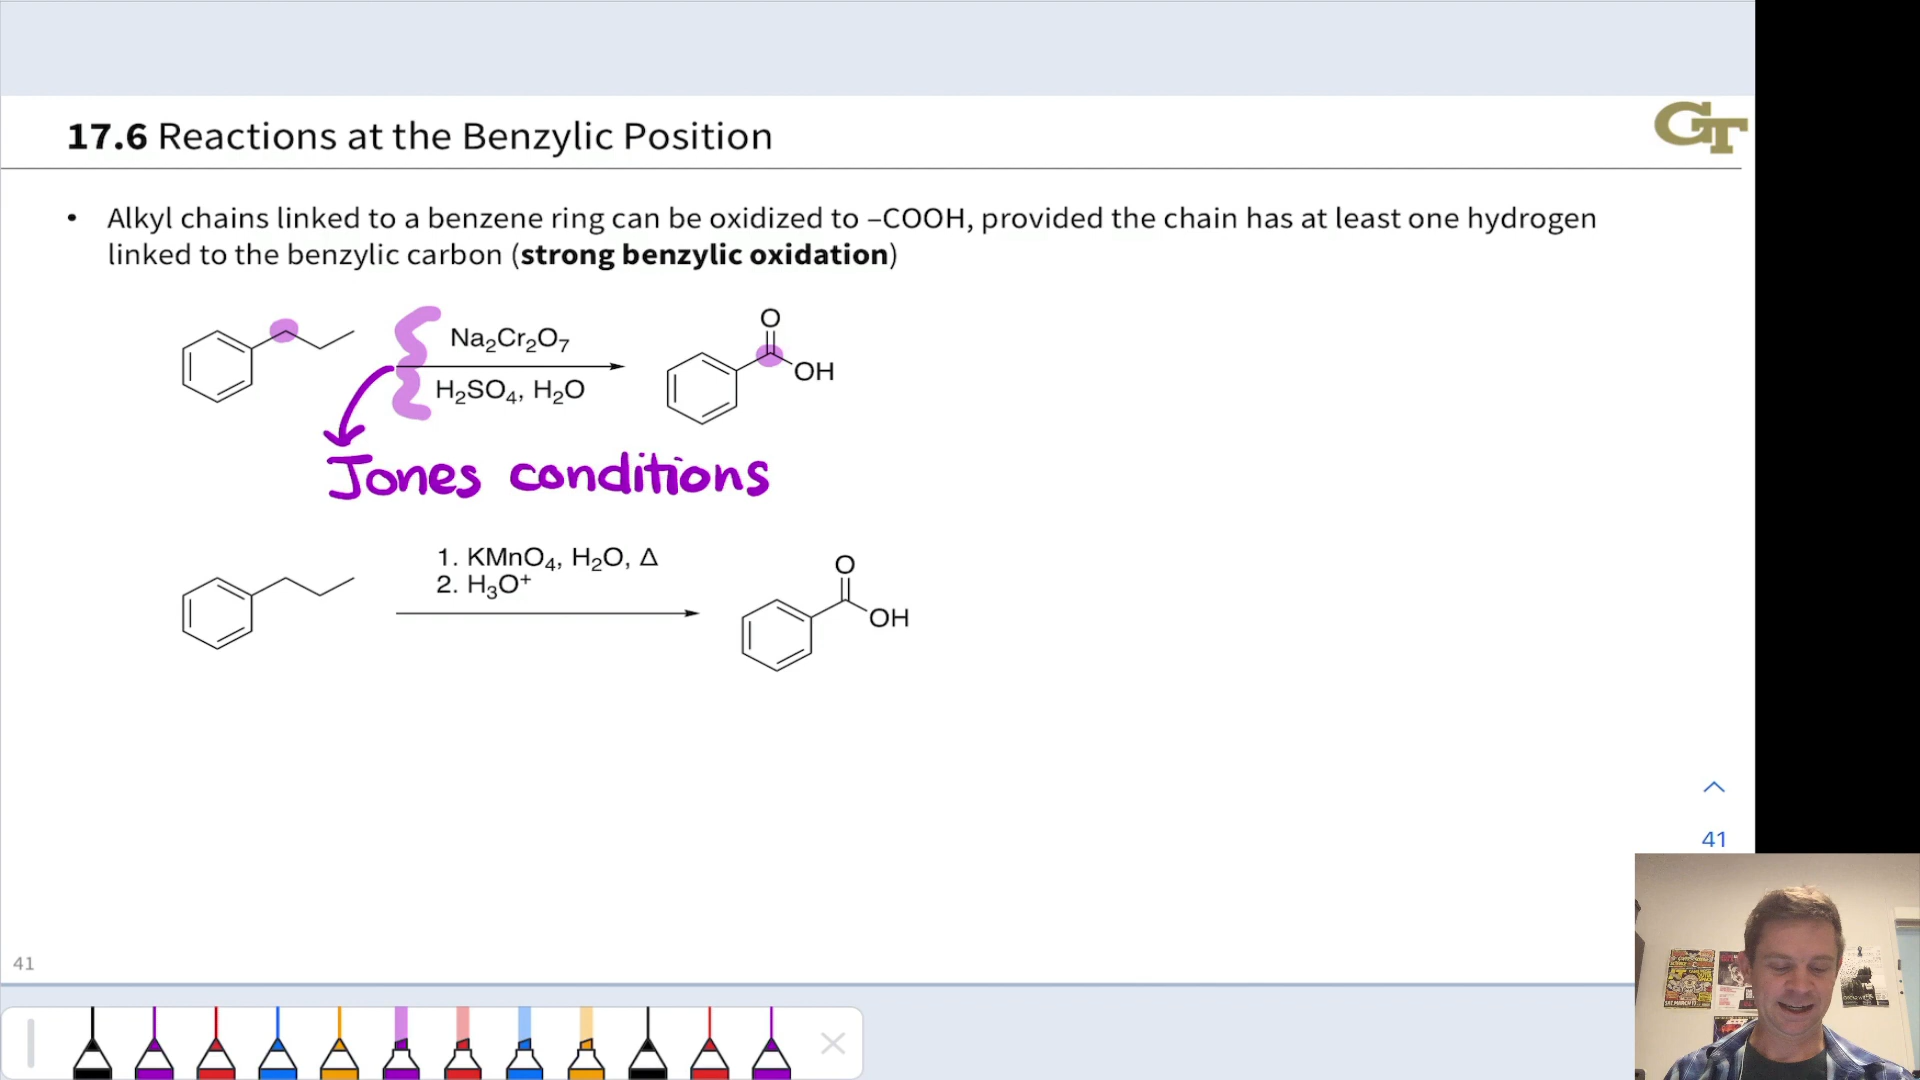 17.6 Reactions at the Benzylic Position
GT
• Alkyl chains linked to a benzene ring can be oxidized to –COOH, provided the chain has at least one hydrogen
linked to the benzylic carbon (strong benzylic oxidation)
Na₂Cr₂O₇
H₂SO₄, H₂O
O
OH
Jones conditions
1. KMnO₄, H₂O, Δ
2. H₃O⁺
O
OH
41
41